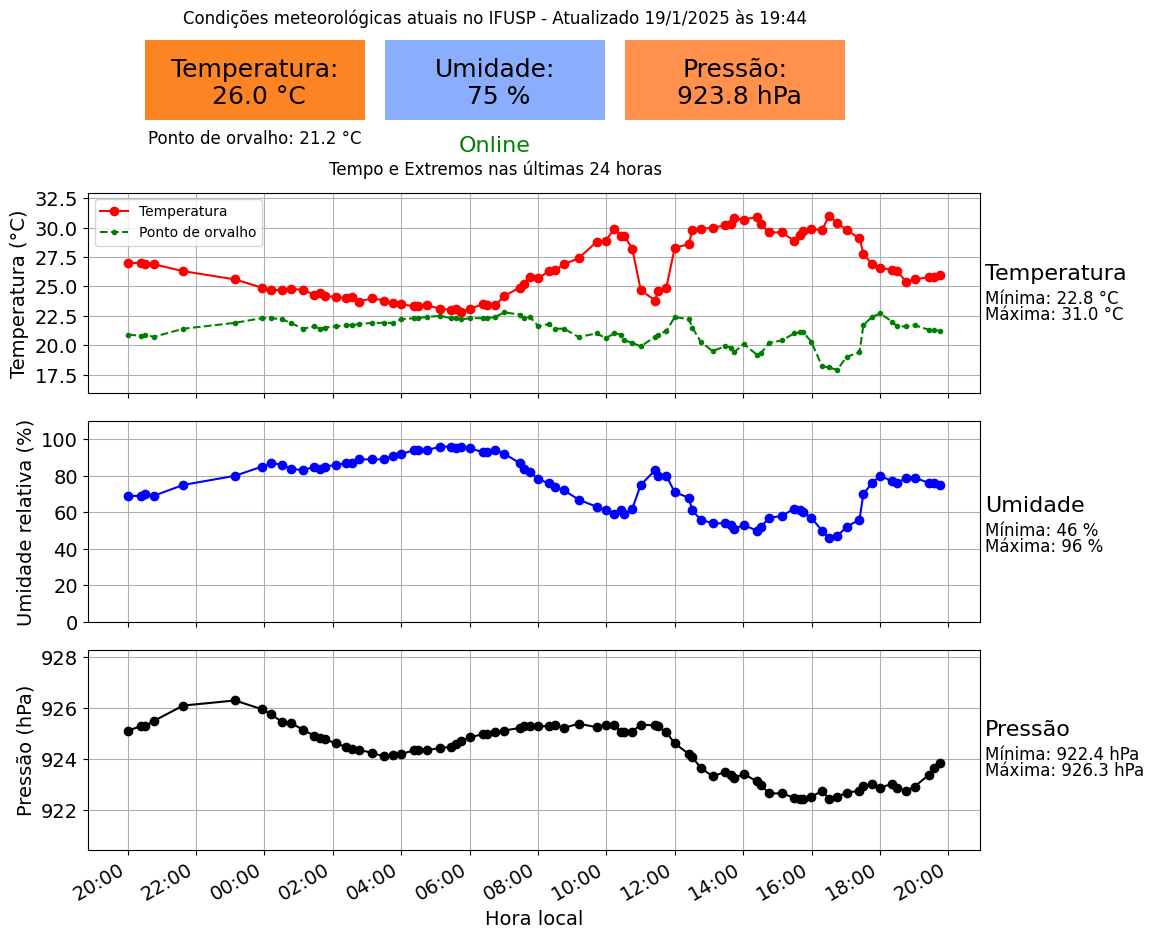 Condições meteorológicas atuais no IFUSP - Atualizado 19/1/2025 às 19:44
Temperatura:
26.0 °C
Umidade:
75 %
Pressão:
923.8 hPa
Ponto de orvalho: 21.2 °C
Online
Tempo e Extremos nas últimas 24 horas
Temperatura (°C)
32.5
30.0
27.5
25.0
22.5
20.0
17.5
Temperatura
Ponto de orvalho
Temperatura
Mínima: 22.8 °C
Máxima: 31.0 °C
Umidade relativa (%)
100
80
60
40
20
0
Umidade
Mínima: 46 %
Máxima: 96 %
Pressão (hPa)
928
926
924
922
Pressão
Mínima: 922.4 hPa
Máxima: 926.3 hPa
20:00
22:00
00:00
02:00
04:00
06:00
08:00
10:00
12:00
14:00
16:00
18:00
20:00
Hora local